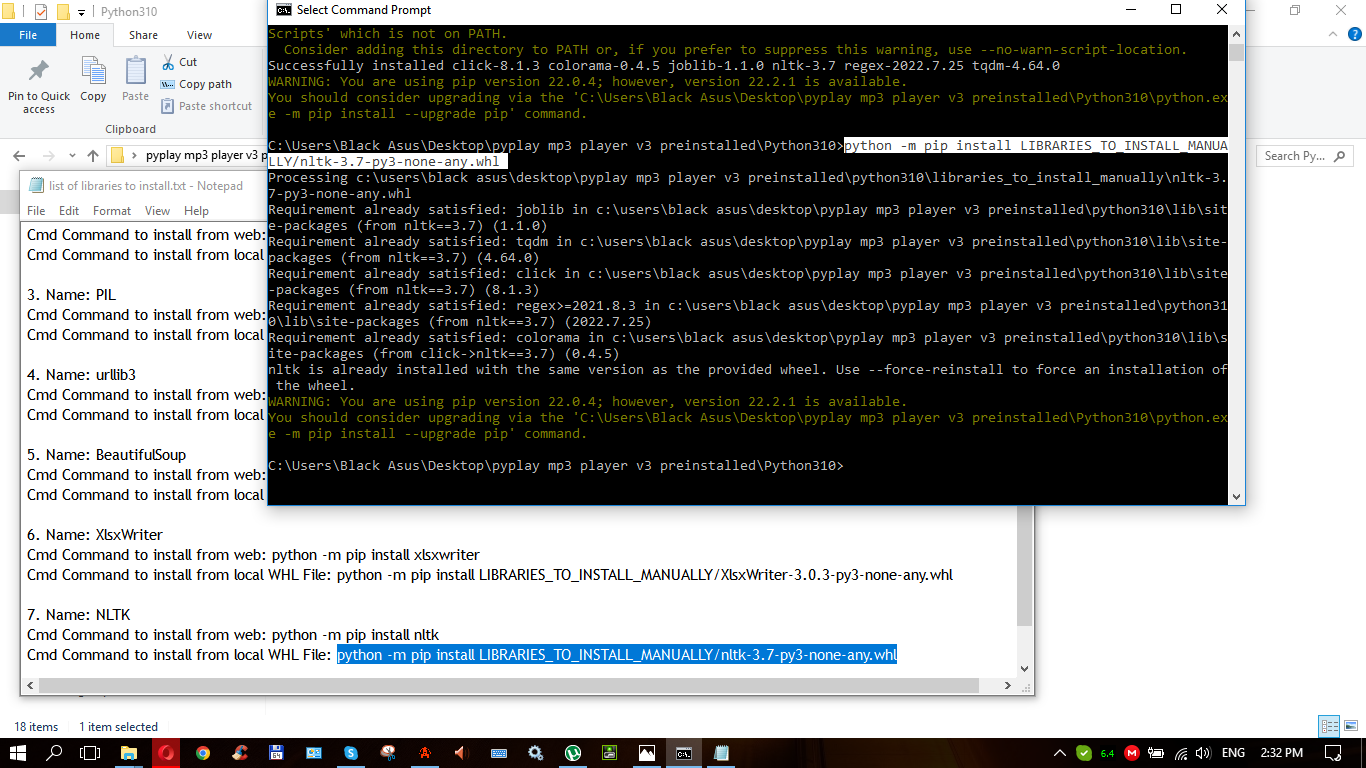 Python310
File
Home
Share
View
Pin to Quick access
Copy
Paste
Cut
Copy path
Paste shortcut
Clipboard
pyplay mp3 player v3 p
Search Py...
Select Command Prompt
Scripts' which is not on PATH.
  Consider adding this directory to PATH or, if you prefer to suppress this warning, use --no-warn-script-location.
Successfully installed click-8.1.3 colorama-0.4.5 joblib-1.1.0 nltk-3.7 regex-2022.7.25 tqdm-4.64.0
WARNING: You are using pip version 22.0.4; however, version 22.2.1 is available.
You should consider upgrading via the 'C:\Users\Black Asus\Desktop\pyplay mp3 player v3 preinstalled\Python310\python.ex
e -m pip install --upgrade pip' command.
C:\Users\Black Asus\Desktop\pyplay mp3 player v3 preinstalled\Python310>python -m pip install LIBRARIES_TO_INSTALL_MANUA
LLY/nltk-3.7-py3-none-any.whl
Processing c:\users\black asus\desktop\pyplay mp3 player v3 preinstalled\python310\libraries_to_install_manually\nltk-3.
7-py3-none-any.whl
Requirement already satisfied: joblib in c:\users\black asus\desktop\pyplay mp3 player v3 preinstalled\python310\lib\sit
e-packages (from nltk==3.7) (1.1.0)
Requirement already satisfied: tqdm in c:\users\black asus\desktop\pyplay mp3 player v3 preinstalled\python310\lib\site-
packages (from nltk==3.7) (4.64.0)
Requirement already satisfied: click in c:\users\black asus\desktop\pyplay mp3 player v3 preinstalled\python310\lib\site
-packages (from nltk==3.7) (8.1.3)
Requirement already satisfied: regex>=2021.8.3 in c:\users\black asus\desktop\pyplay mp3 player v3 preinstalled\python31
0\lib\site-packages (from nltk==3.7) (2022.7.25)
Requirement already satisfied: colorama in c:\users\black asus\desktop\pyplay mp3 player v3 preinstalled\python310\lib\s
ite-packages (from click->nltk==3.7) (0.4.5)
nltk is already installed with the same version as the provided wheel. Use --force-reinstall to force an installation of
 the wheel.
WARNING: You are using pip version 22.0.4; however, version 22.2.1 is available.
You should consider upgrading via the 'C:\Users\Black Asus\Desktop\pyplay mp3 player v3 preinstalled\Python310\python.ex
e -m pip install --upgrade pip' command.
C:\Users\Black Asus\Desktop\pyplay mp3 player v3 preinstalled\Python310>
list of libraries to install.txt - Notepad
File Edit Format View Help
Cmd Command to install from web:
Cmd Command to install from local
3. Name: PIL
Cmd Command to install from web:
Cmd Command to install from local
4. Name: urllib3
Cmd Command to install from web:
Cmd Command to install from local
5. Name: BeautifulSoup
Cmd Command to install from web:
Cmd Command to install from local
6. Name: XlsxWriter
Cmd Command to install from web: python -m pip install xlsxwriter
Cmd Command to install from local WHL File: python -m pip install LIBRARIES_TO_INSTALL_MANUALLY/XlsxWriter-3.0.3-py3-none-any.whl
7. Name: NLTK
Cmd Command to install from web: python -m pip install nltk
Cmd Command to install from local WHL File: python -m pip install LIBRARIES_TO_INSTALL_MANUALLY/nltk-3.7-py3-none-any.whl
18 items 1 item selected
64
6.4
ENG
2:32 PM